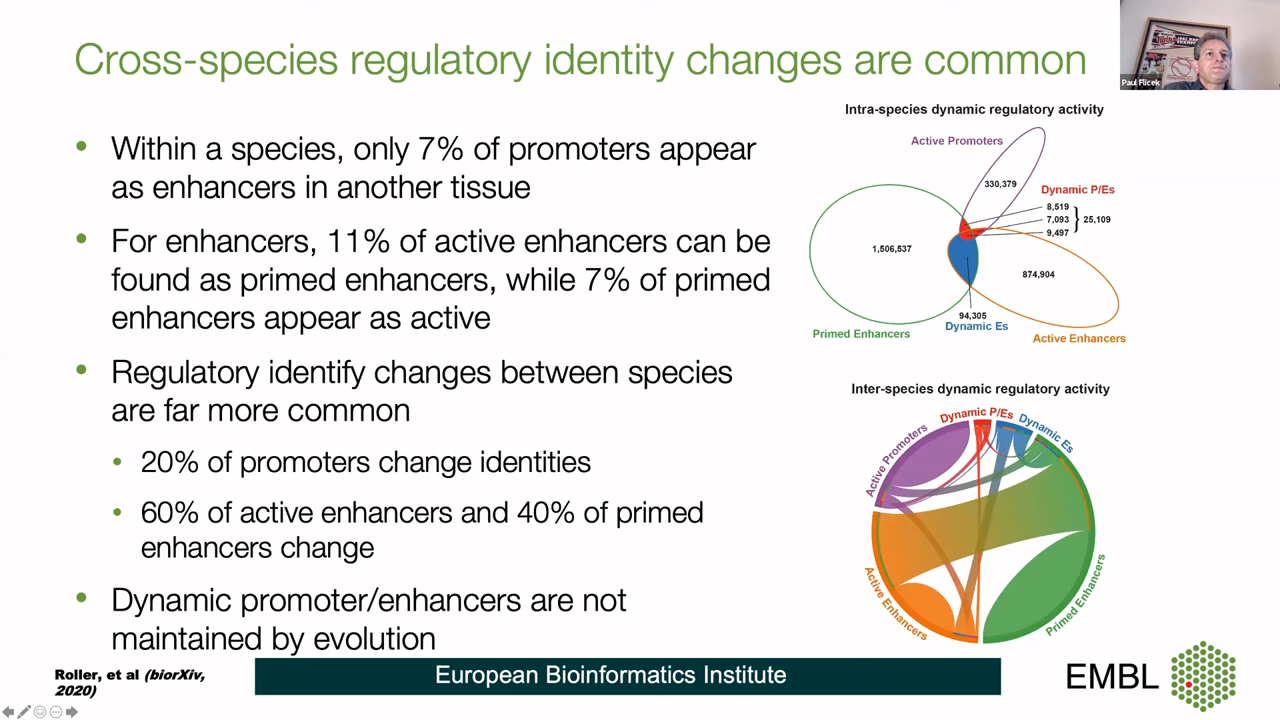 Cross-species regulatory identity changes are common
Paul Flicek
• Within a species, only 7% of promoters appear
as enhancers in another tissue
• For enhancers, 11% of active enhancers can be
found as primed enhancers, while 7% of primed
enhancers appear as active
• Regulatory identify changes between species
are far more common
• 20% of promoters change identities
• 60% of active enhancers and 40% of primed
enhancers change
• Dynamic promoter/enhancers are not
maintained by evolution
Intra-species dynamic regulatory activity
Active Promoters
330,379
Dynamic P/Es
8,519
7,093
25,109
9,497
1,506,537
874,904
94,305
Dynamic Es
Primed Enhancers
Active Enhancers
Inter-species dynamic regulatory activity
Dynamic P/Es
Dynamic Es
Active Promoters
Active Enhancers
Primed Enhancers
Roller, et al (biorXiv,
2020)
European Bioinformatics Institute
EMBL